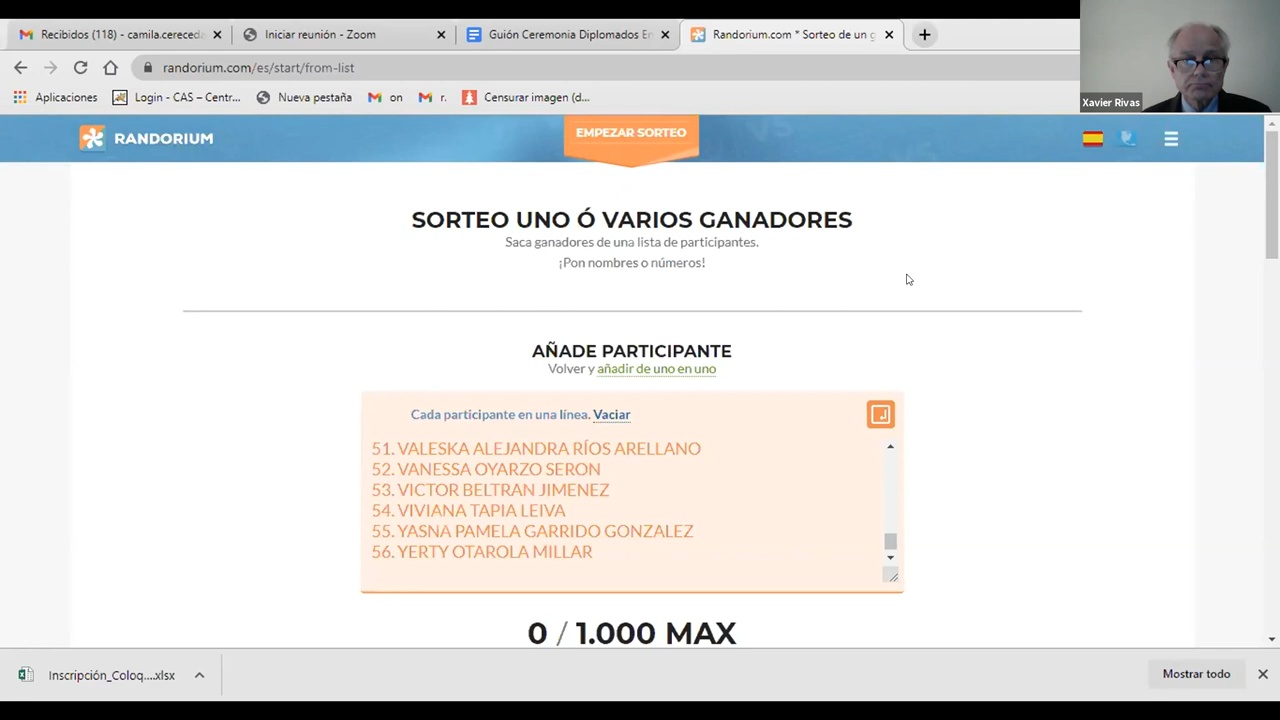 Recibidos (118) - camila.cereced
Iniciar reunión - Zoom
Guión Ceremonia Diplomados En
Randorium.com * Sorteo de un g
randorium.com/es/start/from-list
Aplicaciones
Login - CAS – Centr...
Nueva pestaña
on
r.
Censurar imagen (d...
Xavier Rivas
RANDORIUM
EMPEZAR SORTEO
SORTEO UNO Ó VARIOS GANADORES
Saca ganadores de una lista de participantes.
¡Pon nombres o números!
AÑADE PARTICIPANTE
Volver y añadir de uno en uno
Cada participante en una línea. Vaciar
51. VALESKA ALEJANDRA RÍOS ARELLANO
52. VANESSA OYARZO SERON
53. VICTOR BELTRAN JIMENEZ
54. VIVIANA TAPIA LEIVA
55. YASNA PAMELA GARRIDO GONZALEZ
56. YERTY OTAROLA MILLAR
0 / 1.000 MAX
Inscripción_Coloq....xlsx
Mostrar todo